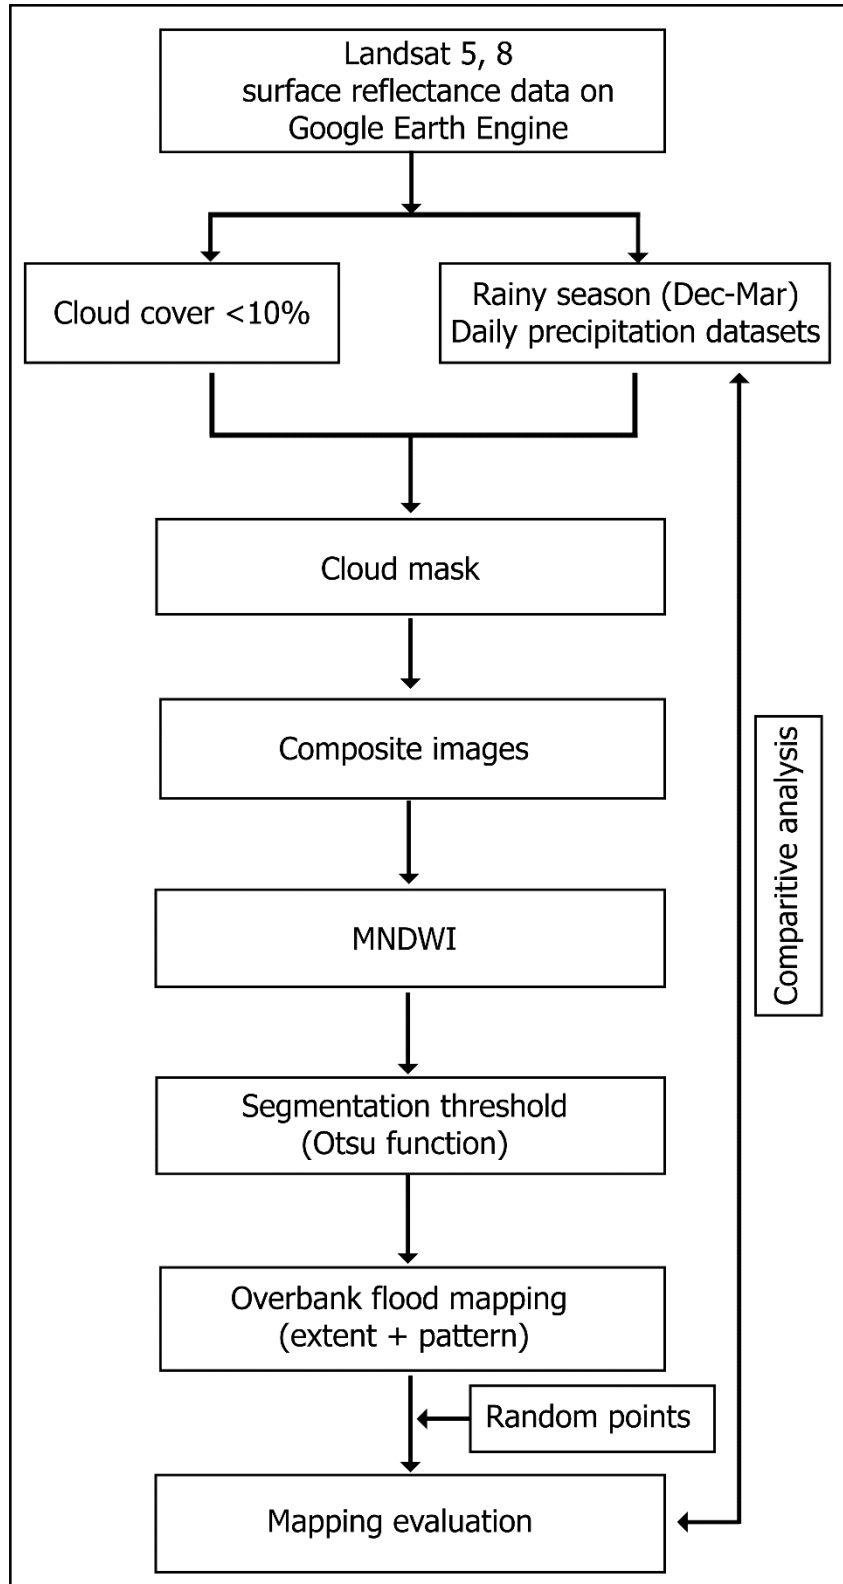 Landsat 5, 8
surface reflectance data on
Google Earth Engine
Cloud cover <10%
Rainy season (Dec-Mar)
Daily precipitation datasets
Cloud mask
Composite images
MNDWI
Comparitive analysis
Segmentation threshold
(Otsu function)
Overbank flood mapping
(extent + pattern)
Random points
Mapping evaluation